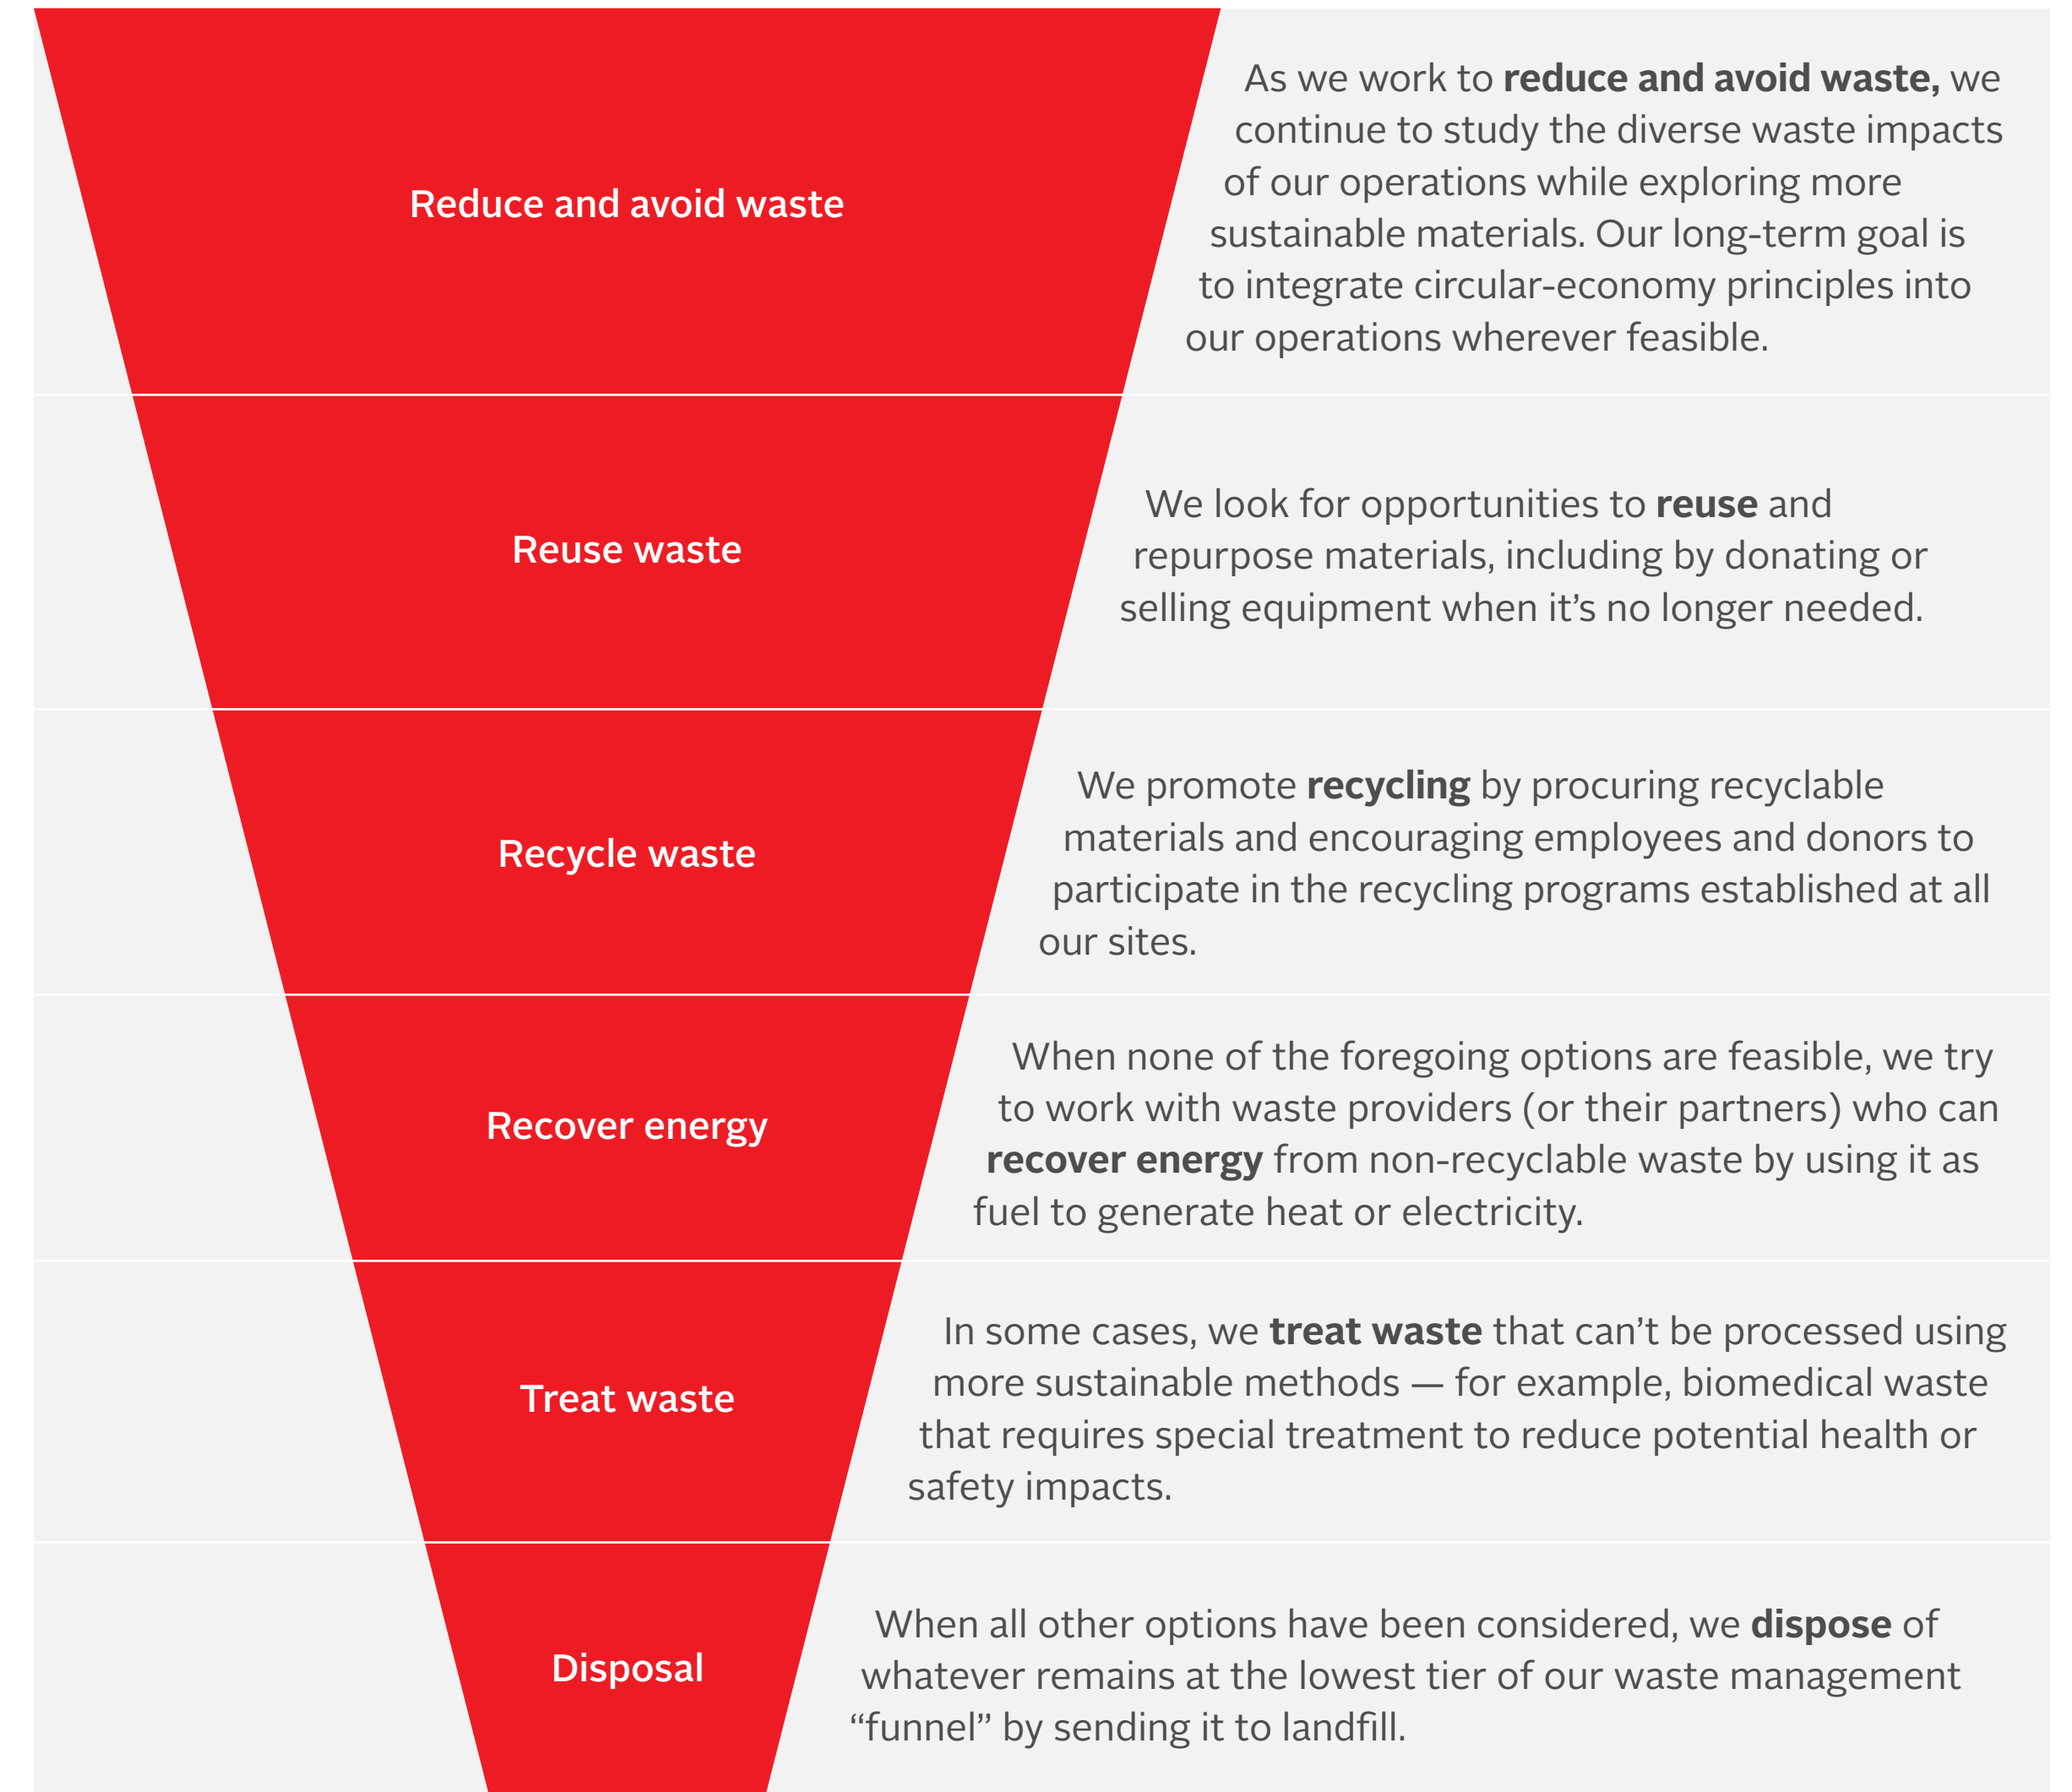 Reduce and avoid waste
As we work to reduce and avoid waste, we
continue to study the diverse waste impacts
of our operations while exploring more
sustainable materials. Our long-term goal is
to integrate circular-economy principles into
our operations wherever feasible.
Reuse waste
We look for opportunities to reuse and
repurpose materials, including by donating or
selling equipment when it’s no longer needed.
Recycle waste
We promote recycling by procuring recyclable
materials and encouraging employees and donors to
participate in the recycling programs established at all
our sites.
Recover energy
When none of the foregoing options are feasible, we try
to work with waste providers (or their partners) who can
recover energy from non-recyclable waste by using it as
fuel to generate heat or electricity.
Treat waste
In some cases, we treat waste that can’t be processed using
more sustainable methods — for example, biomedical waste
that requires special treatment to reduce potential health or
safety impacts.
Disposal
When all other options have been considered, we dispose of
whatever remains at the lowest tier of our waste management
“funnel” by sending it to landfill.